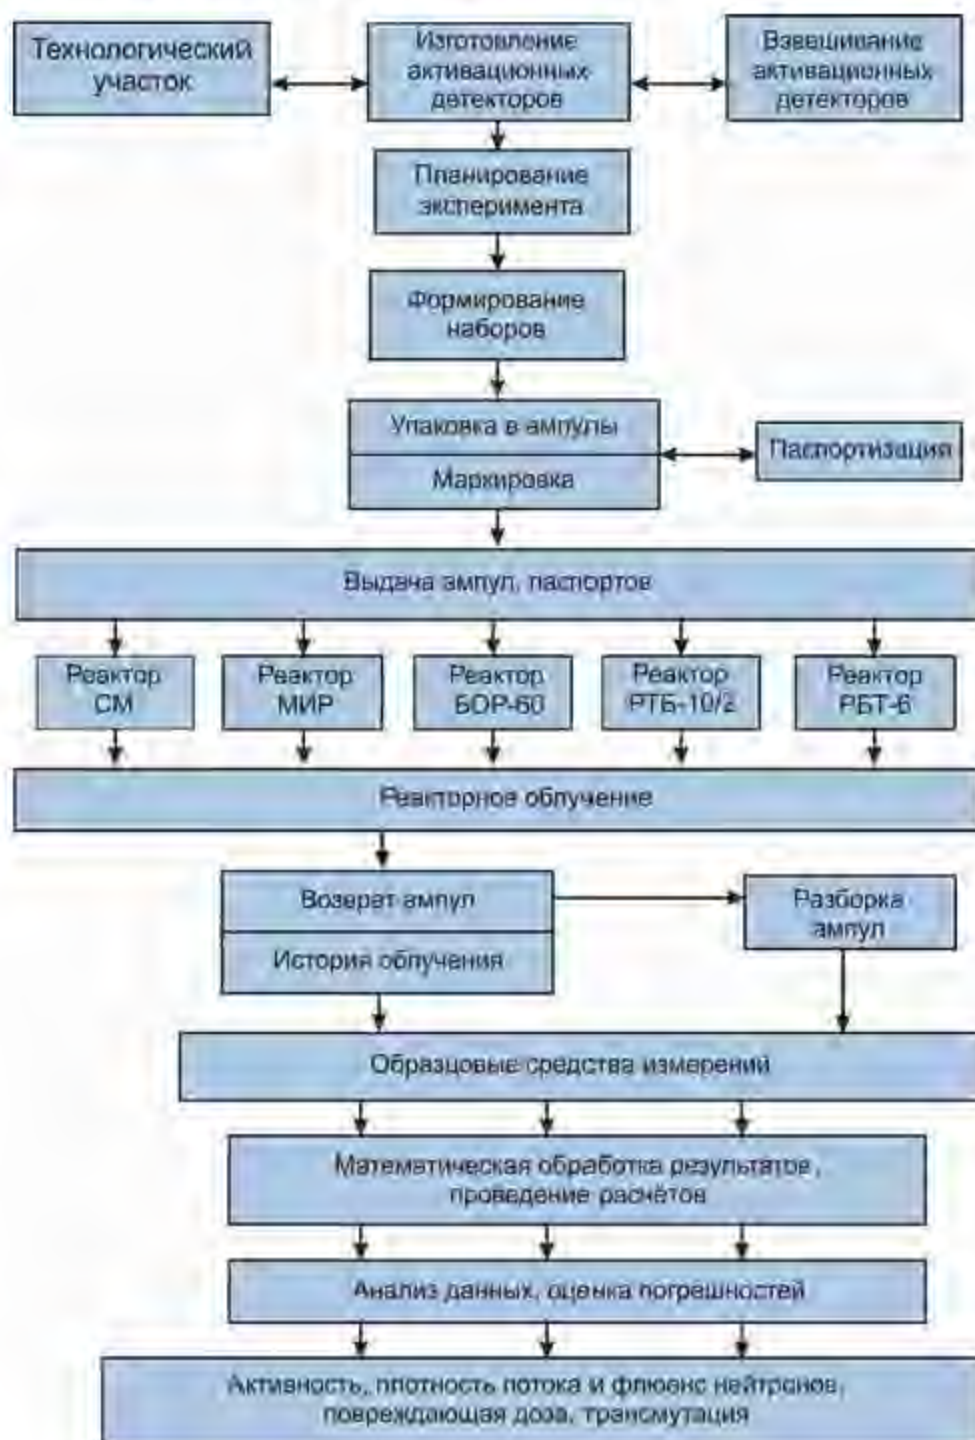 Технологический
участок
Изготовление
активационных
детекторов
Взвешивание
активационных
детекторов
Планирование
эксперимента
Формирование
наборов
Упаковка в ампулы
Маркировка
Паспортизация
Выдача ампул, паспортов
Реактор
СМ
Реактор
МИР
Реактор
БОР-60
Реактор
РТБ-10/2
Реактор
РБТ-6
Реакторное облучение
Возврат ампул
История облучения
Разборка
ампул
Образцовые средства измерений
Математическая обработка результатов,
проведение расчётов
Анализ данных, оценка погрешностей
Активность, плотность потока и флюенс нейтронов,
повреждающая доза, трансмутация